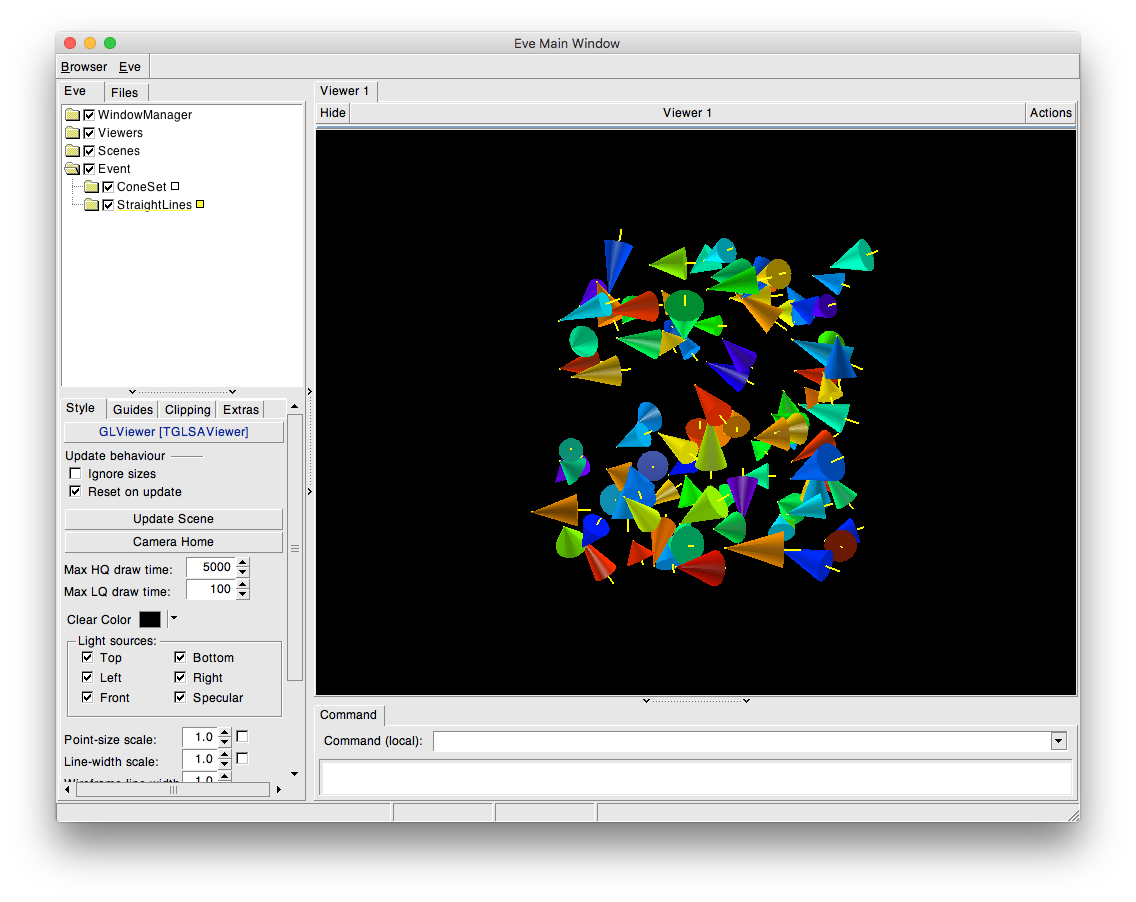 Eve Main Window
Browser Eve
Eve Files
WindowManager
Viewers
Scenes
Event
ConeSet
StraightLines
Style Guides Clipping Extras
GLViewer [TGLSAViewer]
Update behaviour
Ignore sizes
Reset on update
Update Scene
Camera Home
Max HQ draw time: 5000
Max LQ draw time: 100
Clear Color
Light sources:
Top Bottom
Left Right
Front Specular
Point-size scale: 1.0
Line-width scale: 1.0
Wireframe line-width 1.0
Viewer 1
Hide Viewer 1 Actions
Command
Command (local):